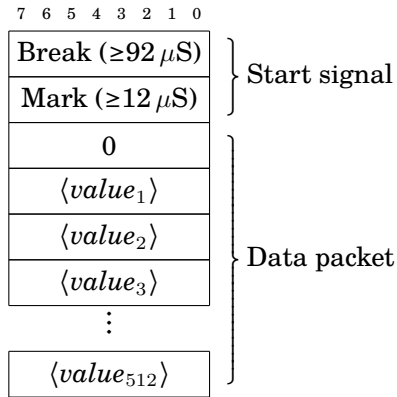 7 6 5 4 3 2 1 0
Break (≥92 μS)
Mark (≥12 μS)
Start signal
0
⟨value₁⟩
⟨value₂⟩
⟨value₃⟩
⋮
⟨value₅₁₂⟩
Data packet